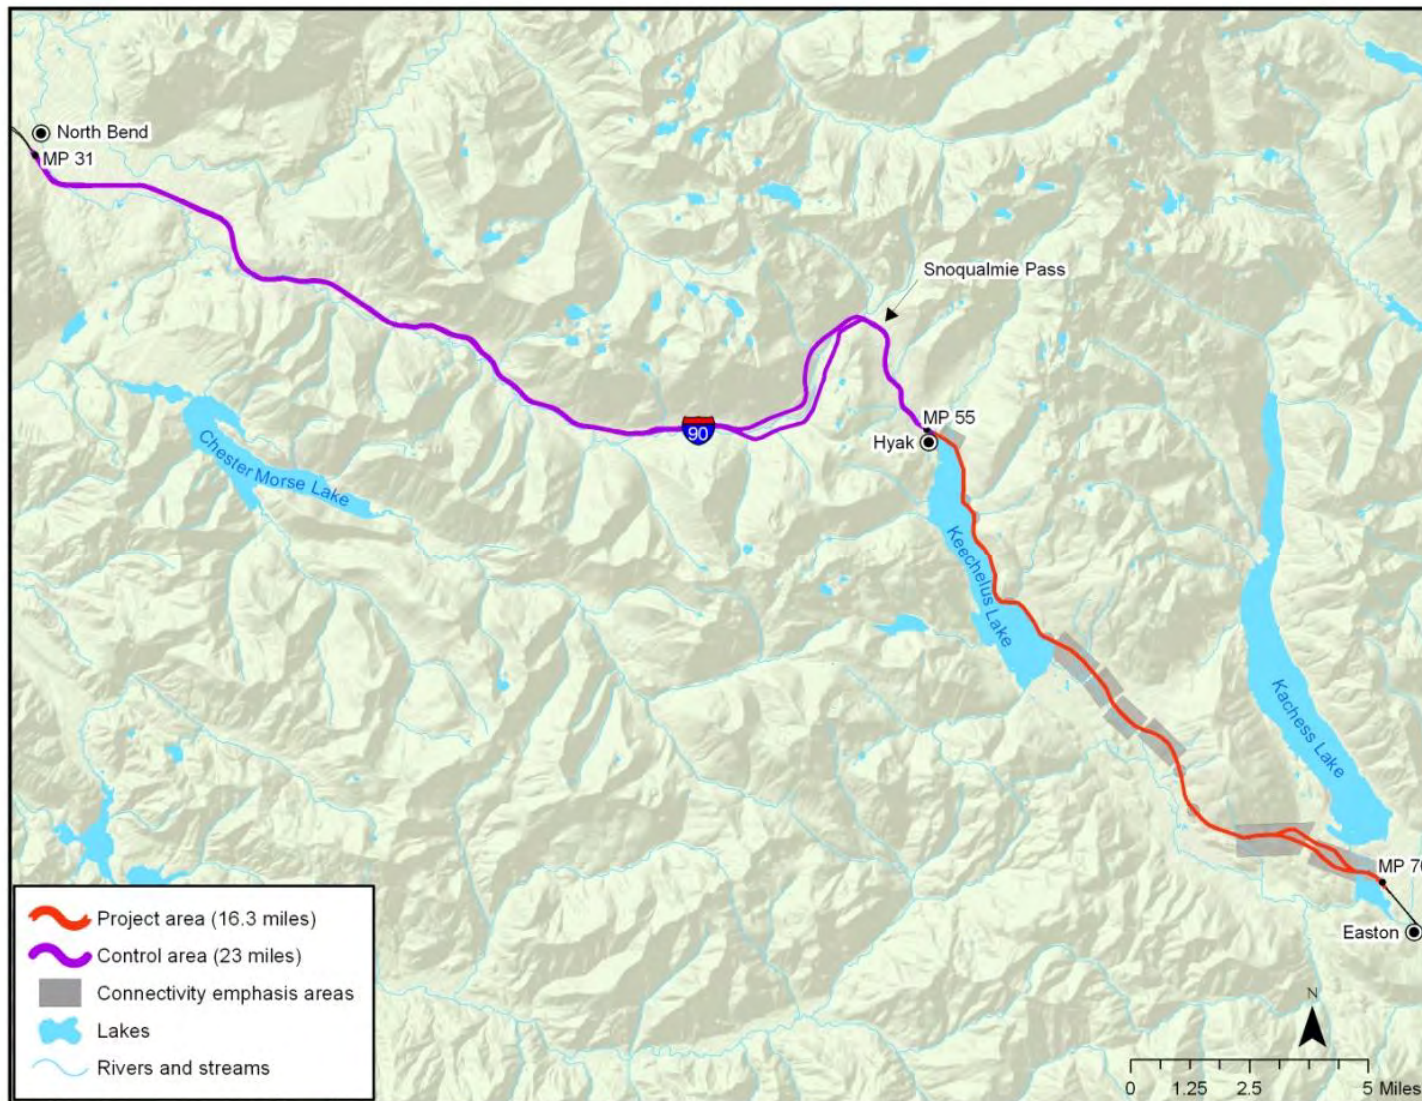 North Bend
MP 31
Snoqualmie Pass
MP 55
Hyak
90
Chester Morse Lake
Keechelus Lake
Kachess Lake
MP 70
Easton
Project area (16.3 miles)
Control area (23 miles)
Connectivity emphasis areas
Lakes
Rivers and streams
N
0 1.25 2.5 5 Miles